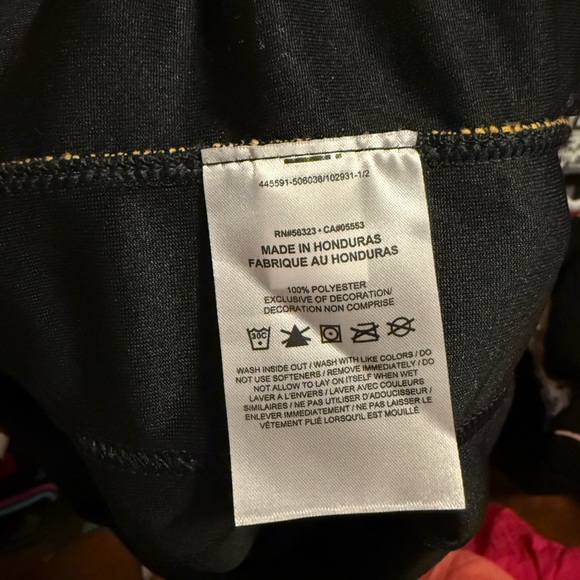 445591-506036/102931-1/2
RN#56323 • CA#05553
MADE IN HONDURAS
FABRIQUE AU HONDURAS
100% POLYESTER
EXCLUSIVE OF DECORATION/
DECORATION NON COMPRISE
30C
WASH INSIDE OUT / WASH WITH LIKE COLORS / DO
NOT USE SOFTENERS / REMOVE IMMEDIATELY / DO
NOT ALLOW TO LAY ON ITSELF WHEN WET
LAVER A L'ENVERS / LAVER AVEC COULEURS
SIMILAIRES / NE PAS UTILISER D'ADOUCISSEUR /
ENLEVER IMMEDIATEMENT / NE PAS LAISSER LE
VÊTEMENT PLIÉ LORSQU'IL EST MOUILLÉ